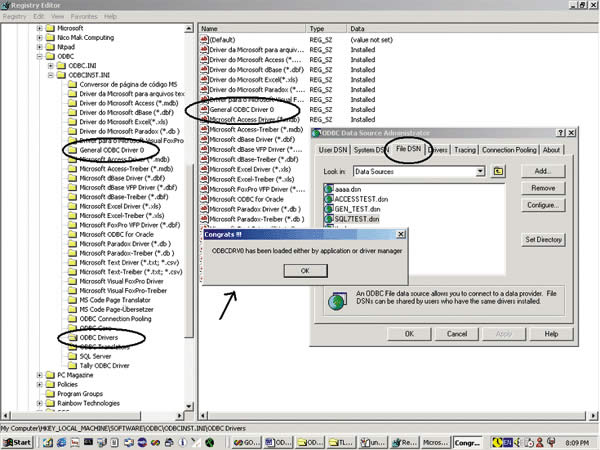 Registry Editor
Registry Edit View Favorites Help
Microsoft
Nico Mak Computing
Ntpad
ODBC
ODBC.INI
ODBCINST.INI
Conversor de página de código MS
Driver do Microsoft para arquivos tex
Driver do Microsoft Access (*.mdb)
Driver do Microsoft dBase (*.dbf)
Driver do Microsoft Excel(*.xls)
Driver do Microsoft Paradox (*.db )
Driver para o Microsoft Visual FoxPro
General ODBC Driver 0
Microsoft Access Driver (*.mdb)
Microsoft Access-Treiber (*.mdb)
Microsoft dBase Driver (*.dbf)
Microsoft dBase VFP Driver (*.dbf)
Microsoft dBase-Treiber (*.dbf)
Microsoft Excel Driver (*.xls)
Microsoft Excel-Treiber (*.xls)
Microsoft FoxPro VFP Driver (*.dbf)
Microsoft ODBC for Oracle
Microsoft Paradox Driver (*.db )
Microsoft Paradox-Treiber (*.db )
Microsoft Text Driver (*.txt; *.csv)
Microsoft Text-Treiber (*.txt; *.csv)
Microsoft Visual FoxPro Driver
Microsoft Visual FoxPro-Treiber
MS Code Page Translator
MS Code Page-Übersetzer
ODBC Connection Pooling
ODBC Core
ODBC Drivers
ODBC Translators
SQL Server
Tally ODBC Driver
PC Magazine
Policies
Program Groups
Rainbow Technologies
Name Type Data
(Default) REG_SZ (value not set)
Driver da Microsoft para arquiv... REG_SZ Installed
Driver do Microsoft Access (*.... REG_SZ Installed
Driver do Microsoft dBase (*.dbf) REG_SZ Installed
Driver do Microsoft Excel(*.xls) REG_SZ Installed
Driver do Microsoft Paradox (*.... REG_SZ Installed
Driver para o Microsoft Visual F... REG_SZ Installed
General ODBC Driver 0 REG_SZ Installed
Microsoft Access Driver (*.mdb) REG_SZ Installed
Microsoft Access-Treiber (*.mdb)
Microsoft dBase Driver (*.dbf)
Microsoft dBase VFP Driver (*.dbf)
Microsoft dBase-Treiber (*.dbf)
Microsoft Excel Driver (*.xls)
Microsoft Excel-Treiber (*.xls)
Microsoft FoxPro VFP Driver (*....
Microsoft ODBC for Oracle
Microsoft Paradox Driver (*.db )
Microsoft Paradox-Treiber (*.d...
Microsoft Text Driver (*.txt; *....
ODBC Data Source Administrator
User DSN System DSN File DSN Drivers Tracing Connection Pooling About
Look in: Data Sources
Add...
Remove
Configure...
Set Directory
aaaa.dsn
ACCESSTEST.dsn
GEN_TEST.dsn
SQL7TEST.dsn
An ODBC File data source allows you to connect to a data provider. File
DSNs can be shared by users who have the same drivers installed.
OK Cancel Apply Help
Congrats !!!
ODBCDRV0 has been loaded either by application or driver manager
OK
My Computer\HKEY_LOCAL_MACHINE\SOFTWARE\ODBC\ODBCINST.INI\ODBC Drivers
Start GO... OD... OD... TL... un... Re... Micros... Congr... EN 8:09 PM